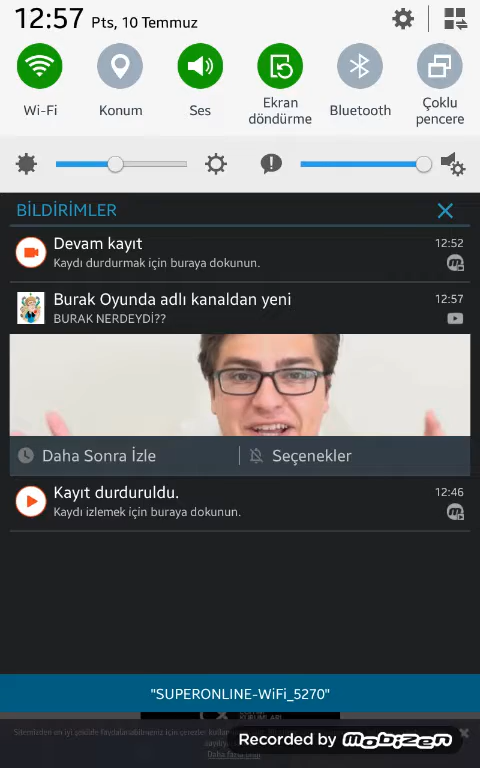 12:57 Pts, 10 Temmuz
Wi-Fi
Konum
Ses
Ekran
döndürme
Bluetooth
Çoklu
pencere
BİLDİRİMLER
Devam kayıt 12:52
Kaydı durdurmak için buraya dokunun.
Burak Oyunda adlı kanaldan yeni 12:57
BURAK NERDEYDİ??
Daha Sonra İzle
Seçenekler
Kayıt durduruldu. 12:46
Kaydı izlemek için buraya dokunun.
"SUPERONLINE-WiFi_5270"
Recorded by mobizen